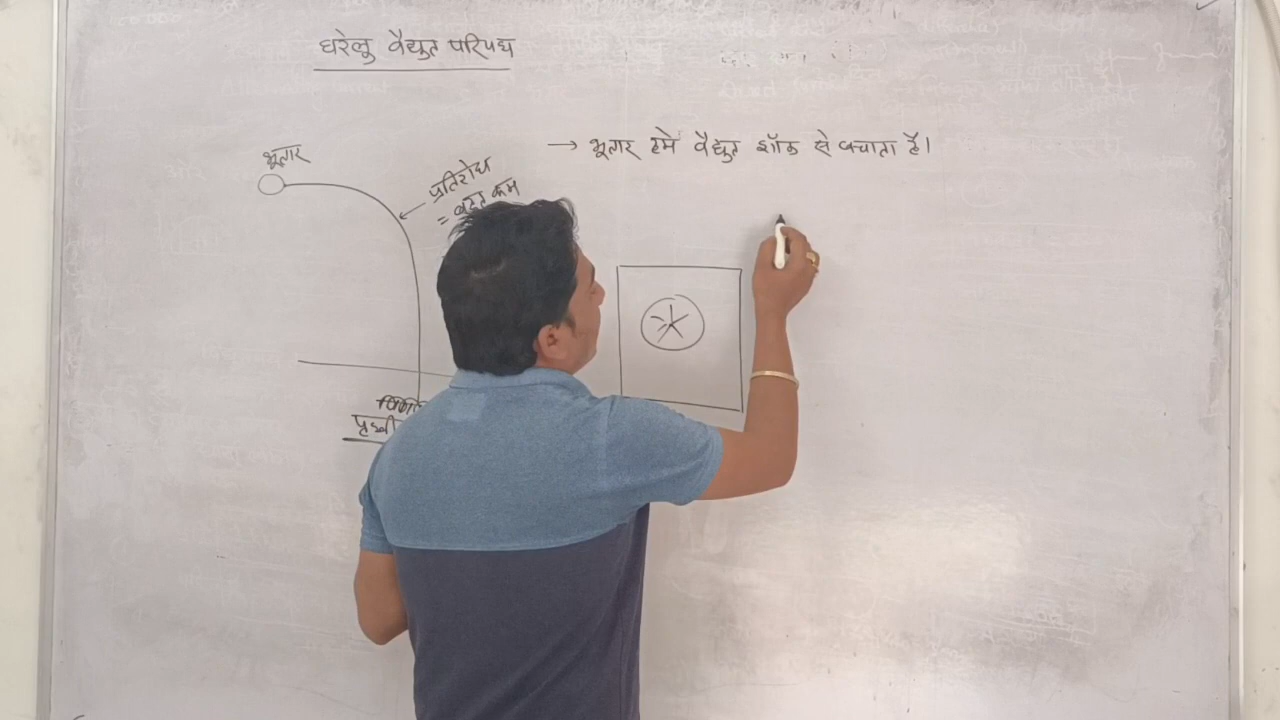 घरेलु वैद्युत परिपथ
→ भूतार हमें वैद्युत शॉक से बचाता है।
भूतार
प्रतिरोध
= बहुत कम
पृथ्वी